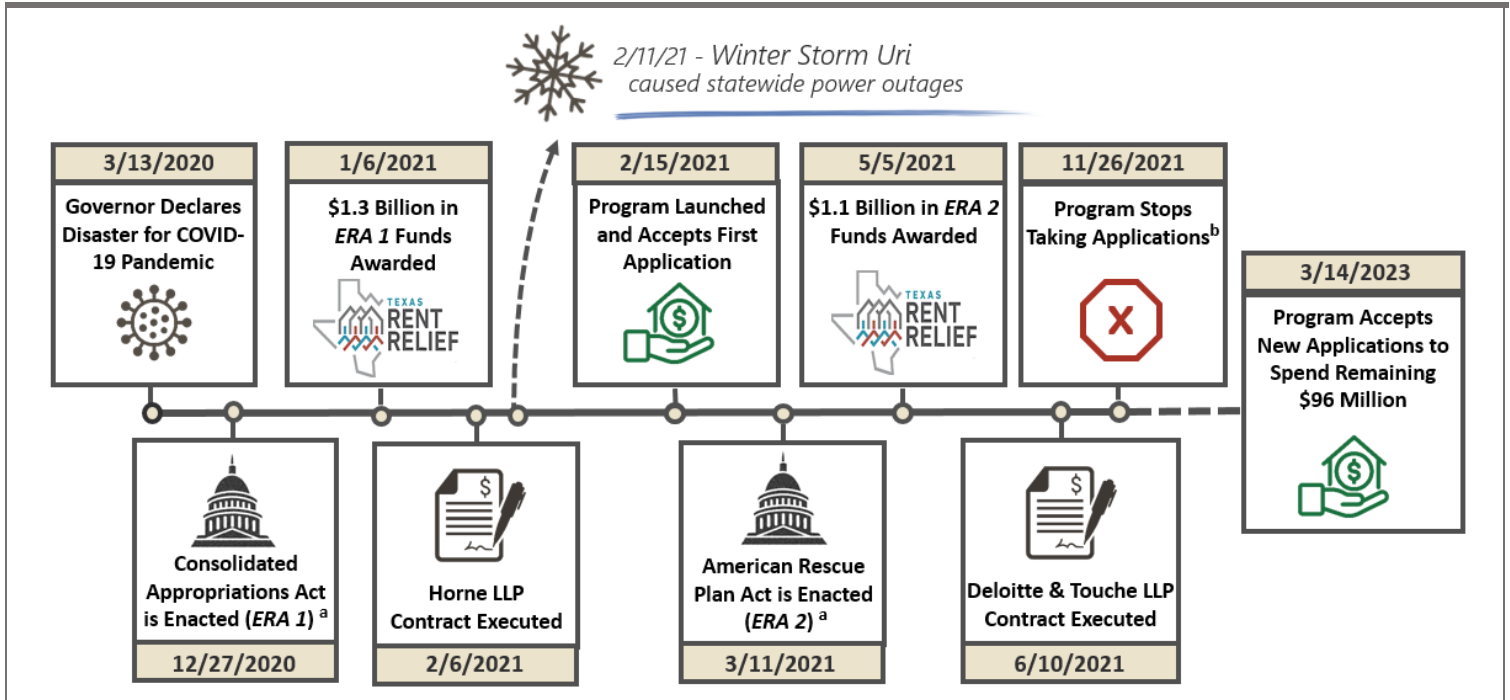 2/11/21 - Winter Storm Uri
caused statewide power outages
3/13/2020
Governor Declares
Disaster for COVID-
19 Pandemic
1/6/2021
$1.3 Billion in
ERA 1 Funds
Awarded
TEXAS
RENT
RELIEF
2/15/2021
Program Launched
and Accepts First
Application
$
5/5/2021
$1.1 Billion in ERA 2
Funds Awarded
TEXAS
RENT
RELIEF
11/26/2021
Program Stops
Taking Applications b
X
3/14/2023
Program Accepts
New Applications to
Spend Remaining
$96 Million
$
Consolidated
Appropriations Act
is Enacted (ERA 1) a
12/27/2020
$
Horne LLP
Contract Executed
2/6/2021
American Rescue
Plan Act is Enacted
(ERA 2) a
3/11/2021
$
Deloitte & Touche LLP
Contract Executed
6/10/2021